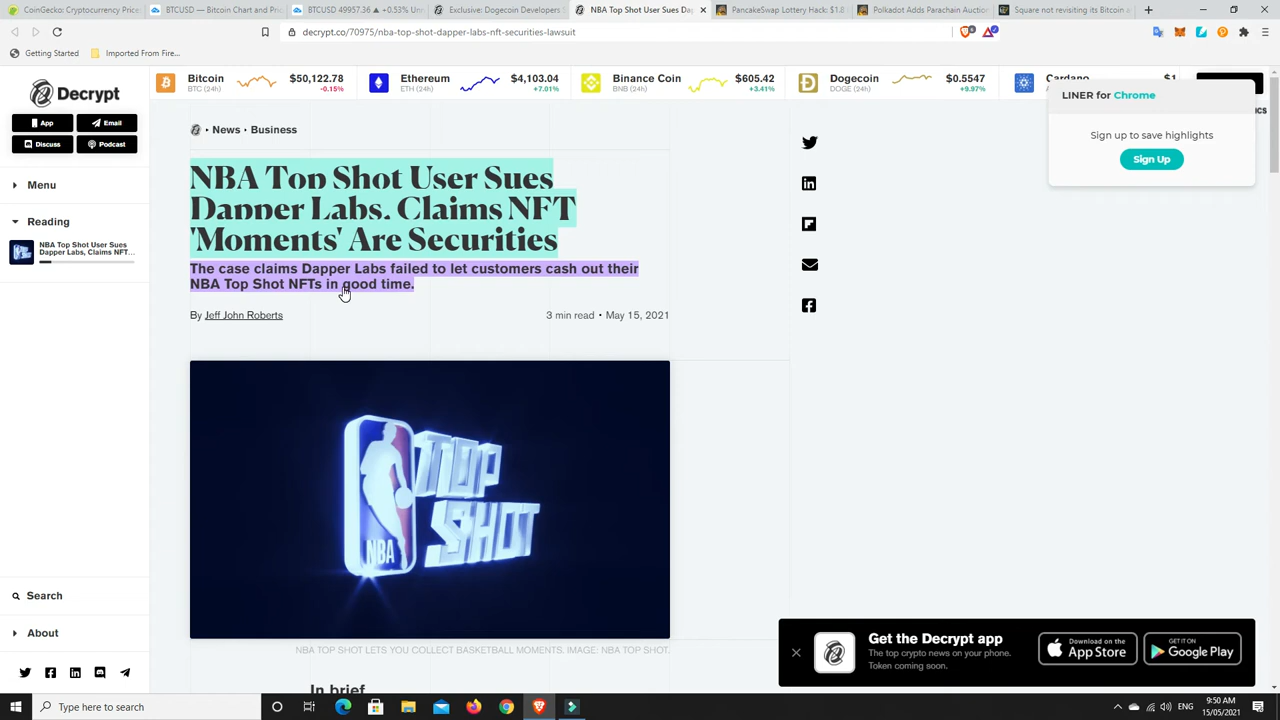 CoinGecko: Cryptocurrency Price
BTCUSD — Bitcoin Chart and Pric
BTCUSD 49957.36 ▲ +0.53% Unn
Exclusive: Dogecoin Developers
NBA Top Shot User Sues Dap
PancakeSwap Lottery Hack: $1.8
Polkadot Adds Parachain Auction
Square not revisiting its Bitcoin a
decrypt.co/70975/nba-top-shot-dapper-labs-nft-securities-lawsuit
Getting Started
Imported From Fire...
Decrypt
App
Email
Discuss
Podcast
Menu
Reading
NBA Top Shot User Sues
Dapper Labs, Claims NFT...
Search
About
Bitcoin
BTC (24h)
$50,122.78
-0.15%
Ethereum
ETH (24h)
$4,103.04
+7.01%
Binance Coin
BNB (24h)
$605.42
+3.41%
Dogecoin
DOGE (24h)
$0.5547
+9.97%
Cardano
$1
LINER for Chrome
Sign up to save highlights
Sign Up
News • Business
NBA Top Shot User Sues
Dapper Labs, Claims NFT
'Moments' Are Securities
The case claims Dapper Labs failed to let customers cash out their
NBA Top Shot NFTs in good time.
By Jeff John Roberts
3 min read • May 15, 2021
NBA
TOP
SHOT
NBA TOP SHOT LETS YOU COLLECT BASKETBALL MOMENTS. IMAGE: NBA TOP SHOT.
In brief
Get the Decrypt app
The top crypto news on your phone.
Token coming soon.
Download on the
App Store
GET IT ON
Google Play
Type here to search
ENG
9:50 AM
15/05/2021